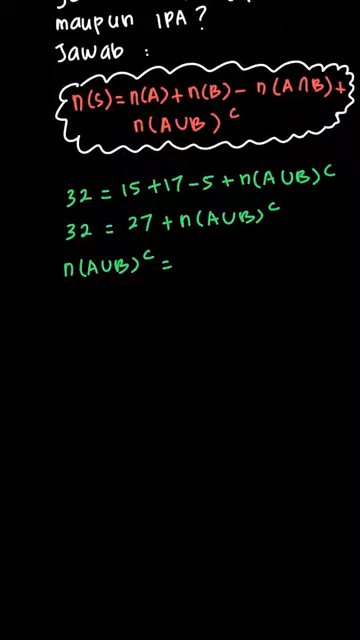 maupun IPA?
Jawab :
n(S) = n(A) + n(B) - n(A∩B) +
n(A∪B)ᶜ
32 = 15 + 17 - 5 + n(A∪B)ᶜ
32 = 27 + n(A∪B)ᶜ
n(A∪B)ᶜ =